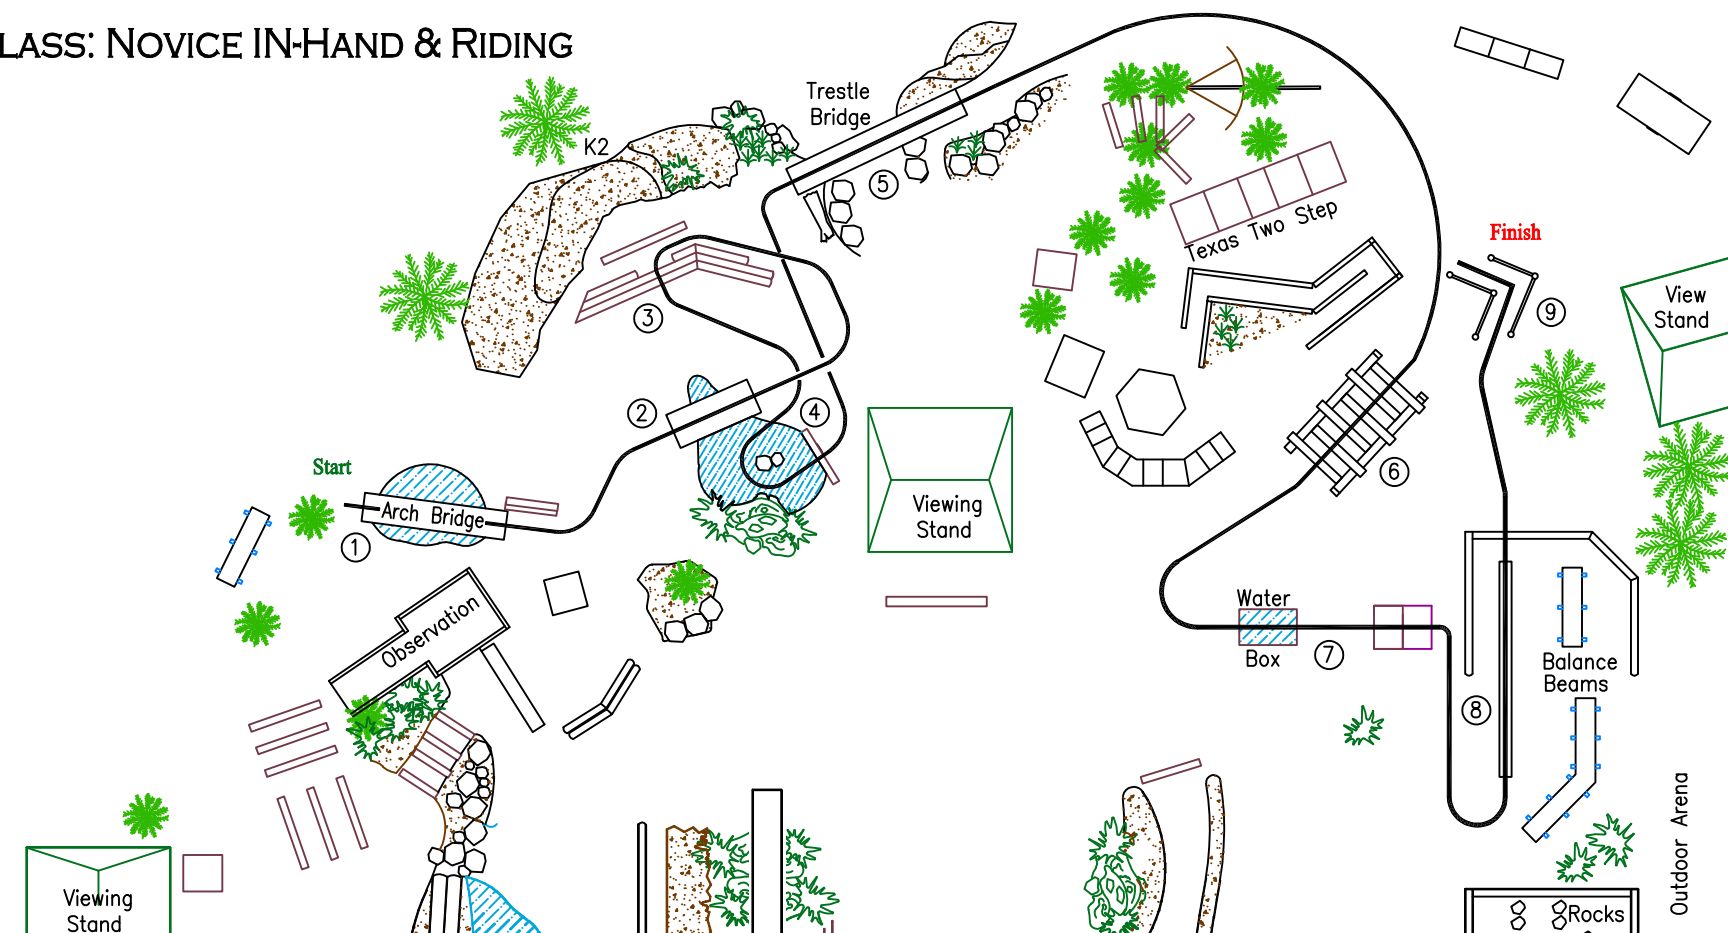 LASS: NOVICE IN-HAND & RIDING
Trestle
Bridge
K2
5
Texas Two Step
Finish
9
View
Stand
3
2
4
Start
Arch Bridge
1
Viewing
Stand
6
Water
Box
7
Observation
Balance
Beams
8
Outdoor Arena
Viewing
Stand
Rocks